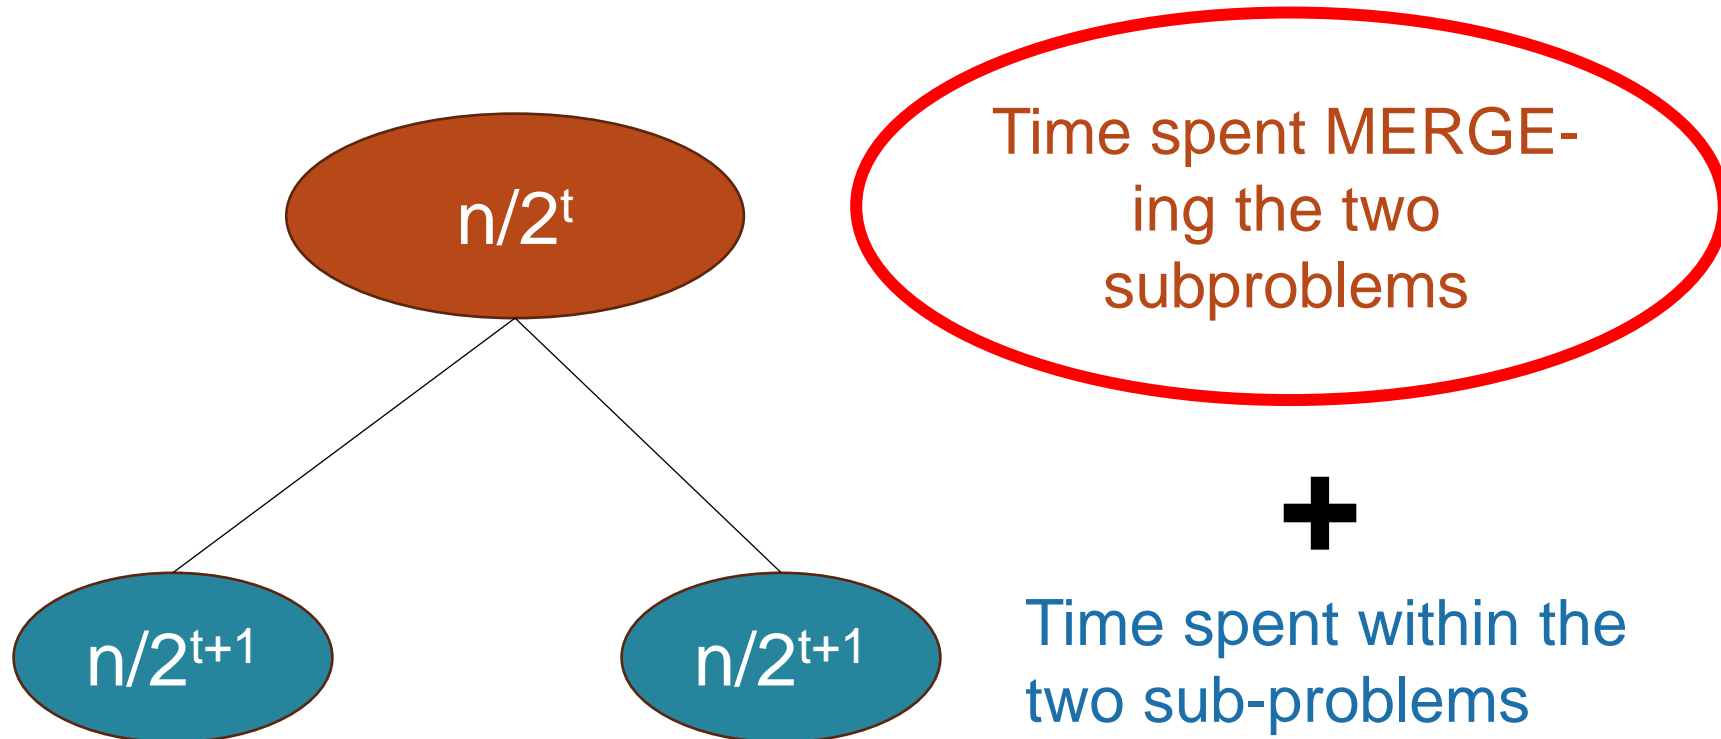 Time spent MERGE-
ing the two
subproblems
n/2ᵗ
+
n/2ᵗ⁺¹
n/2ᵗ⁺¹
Time spent within the
two sub-problems